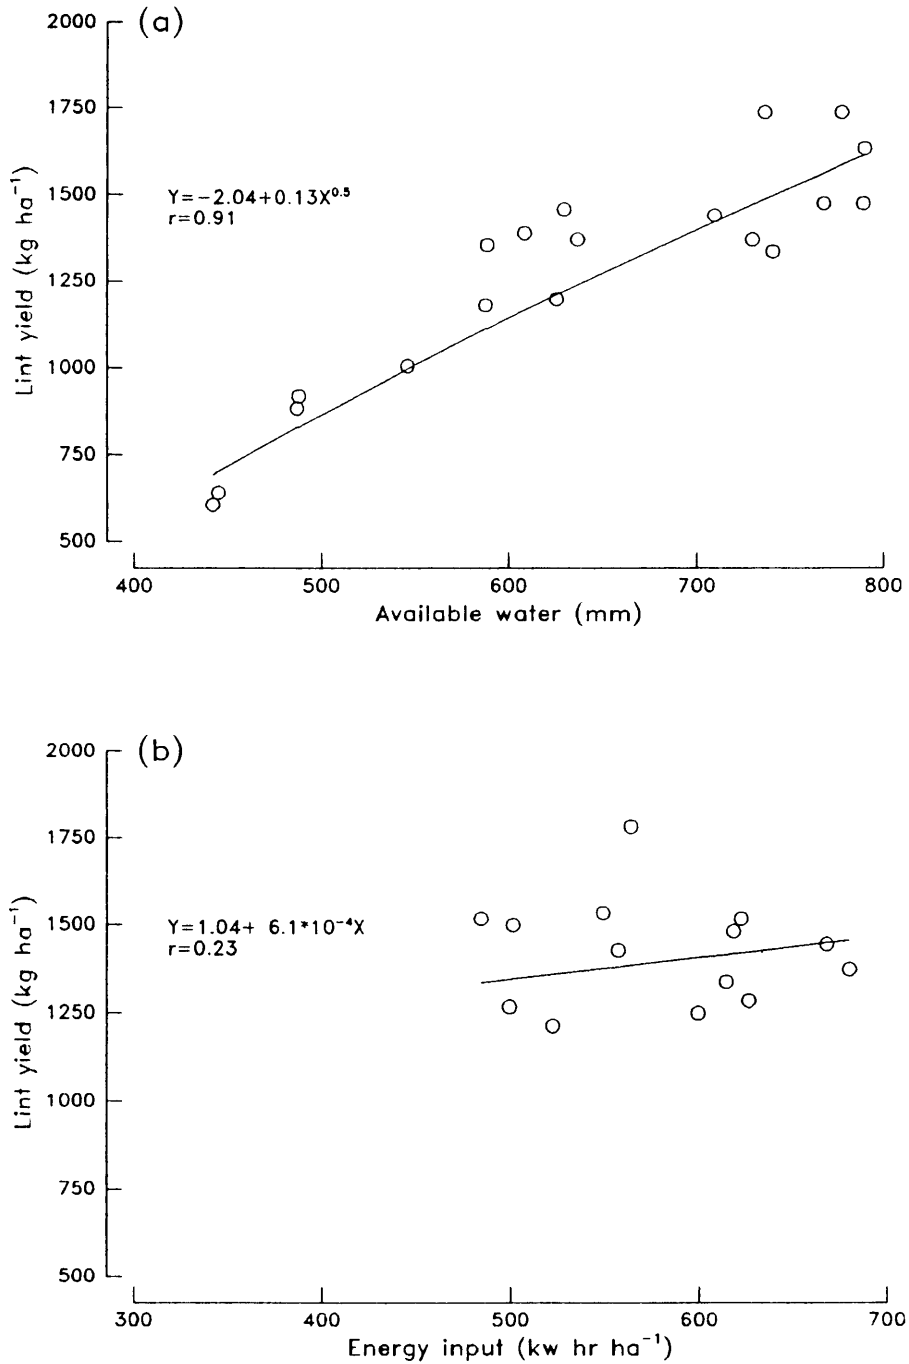 (a)
2000
1750
1500
1250
1000
750
500
Lint yield (kg ha⁻¹)
Y=−2.04+0.13X⁰·⁵
r=0.91
400 500 600 700 800
Available water (mm)
(b)
2000
1750
1500
1250
1000
750
500
Lint yield (kg ha⁻¹)
Y=1.04+ 6.1*10⁻⁴X
r=0.23
300 400 500 600 700
Energy input (kw hr ha⁻¹)